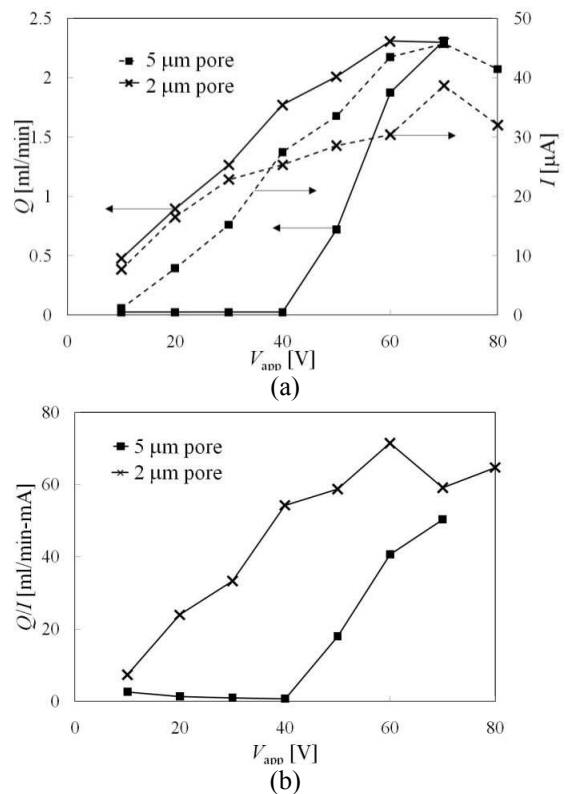 (a)
2.5
2
1.5
1
0.5
0
Q [ml/min]
5 μm pore
2 μm pore
50
40
30
20
10
0
I [μA]
0 20 40 60 80
Vapp [V]
(a)
80
60
40
20
0
Q/I [ml/min-mA]
5 μm pore
2 μm pore
0 20 40 60 80
Vapp [V]
(b)